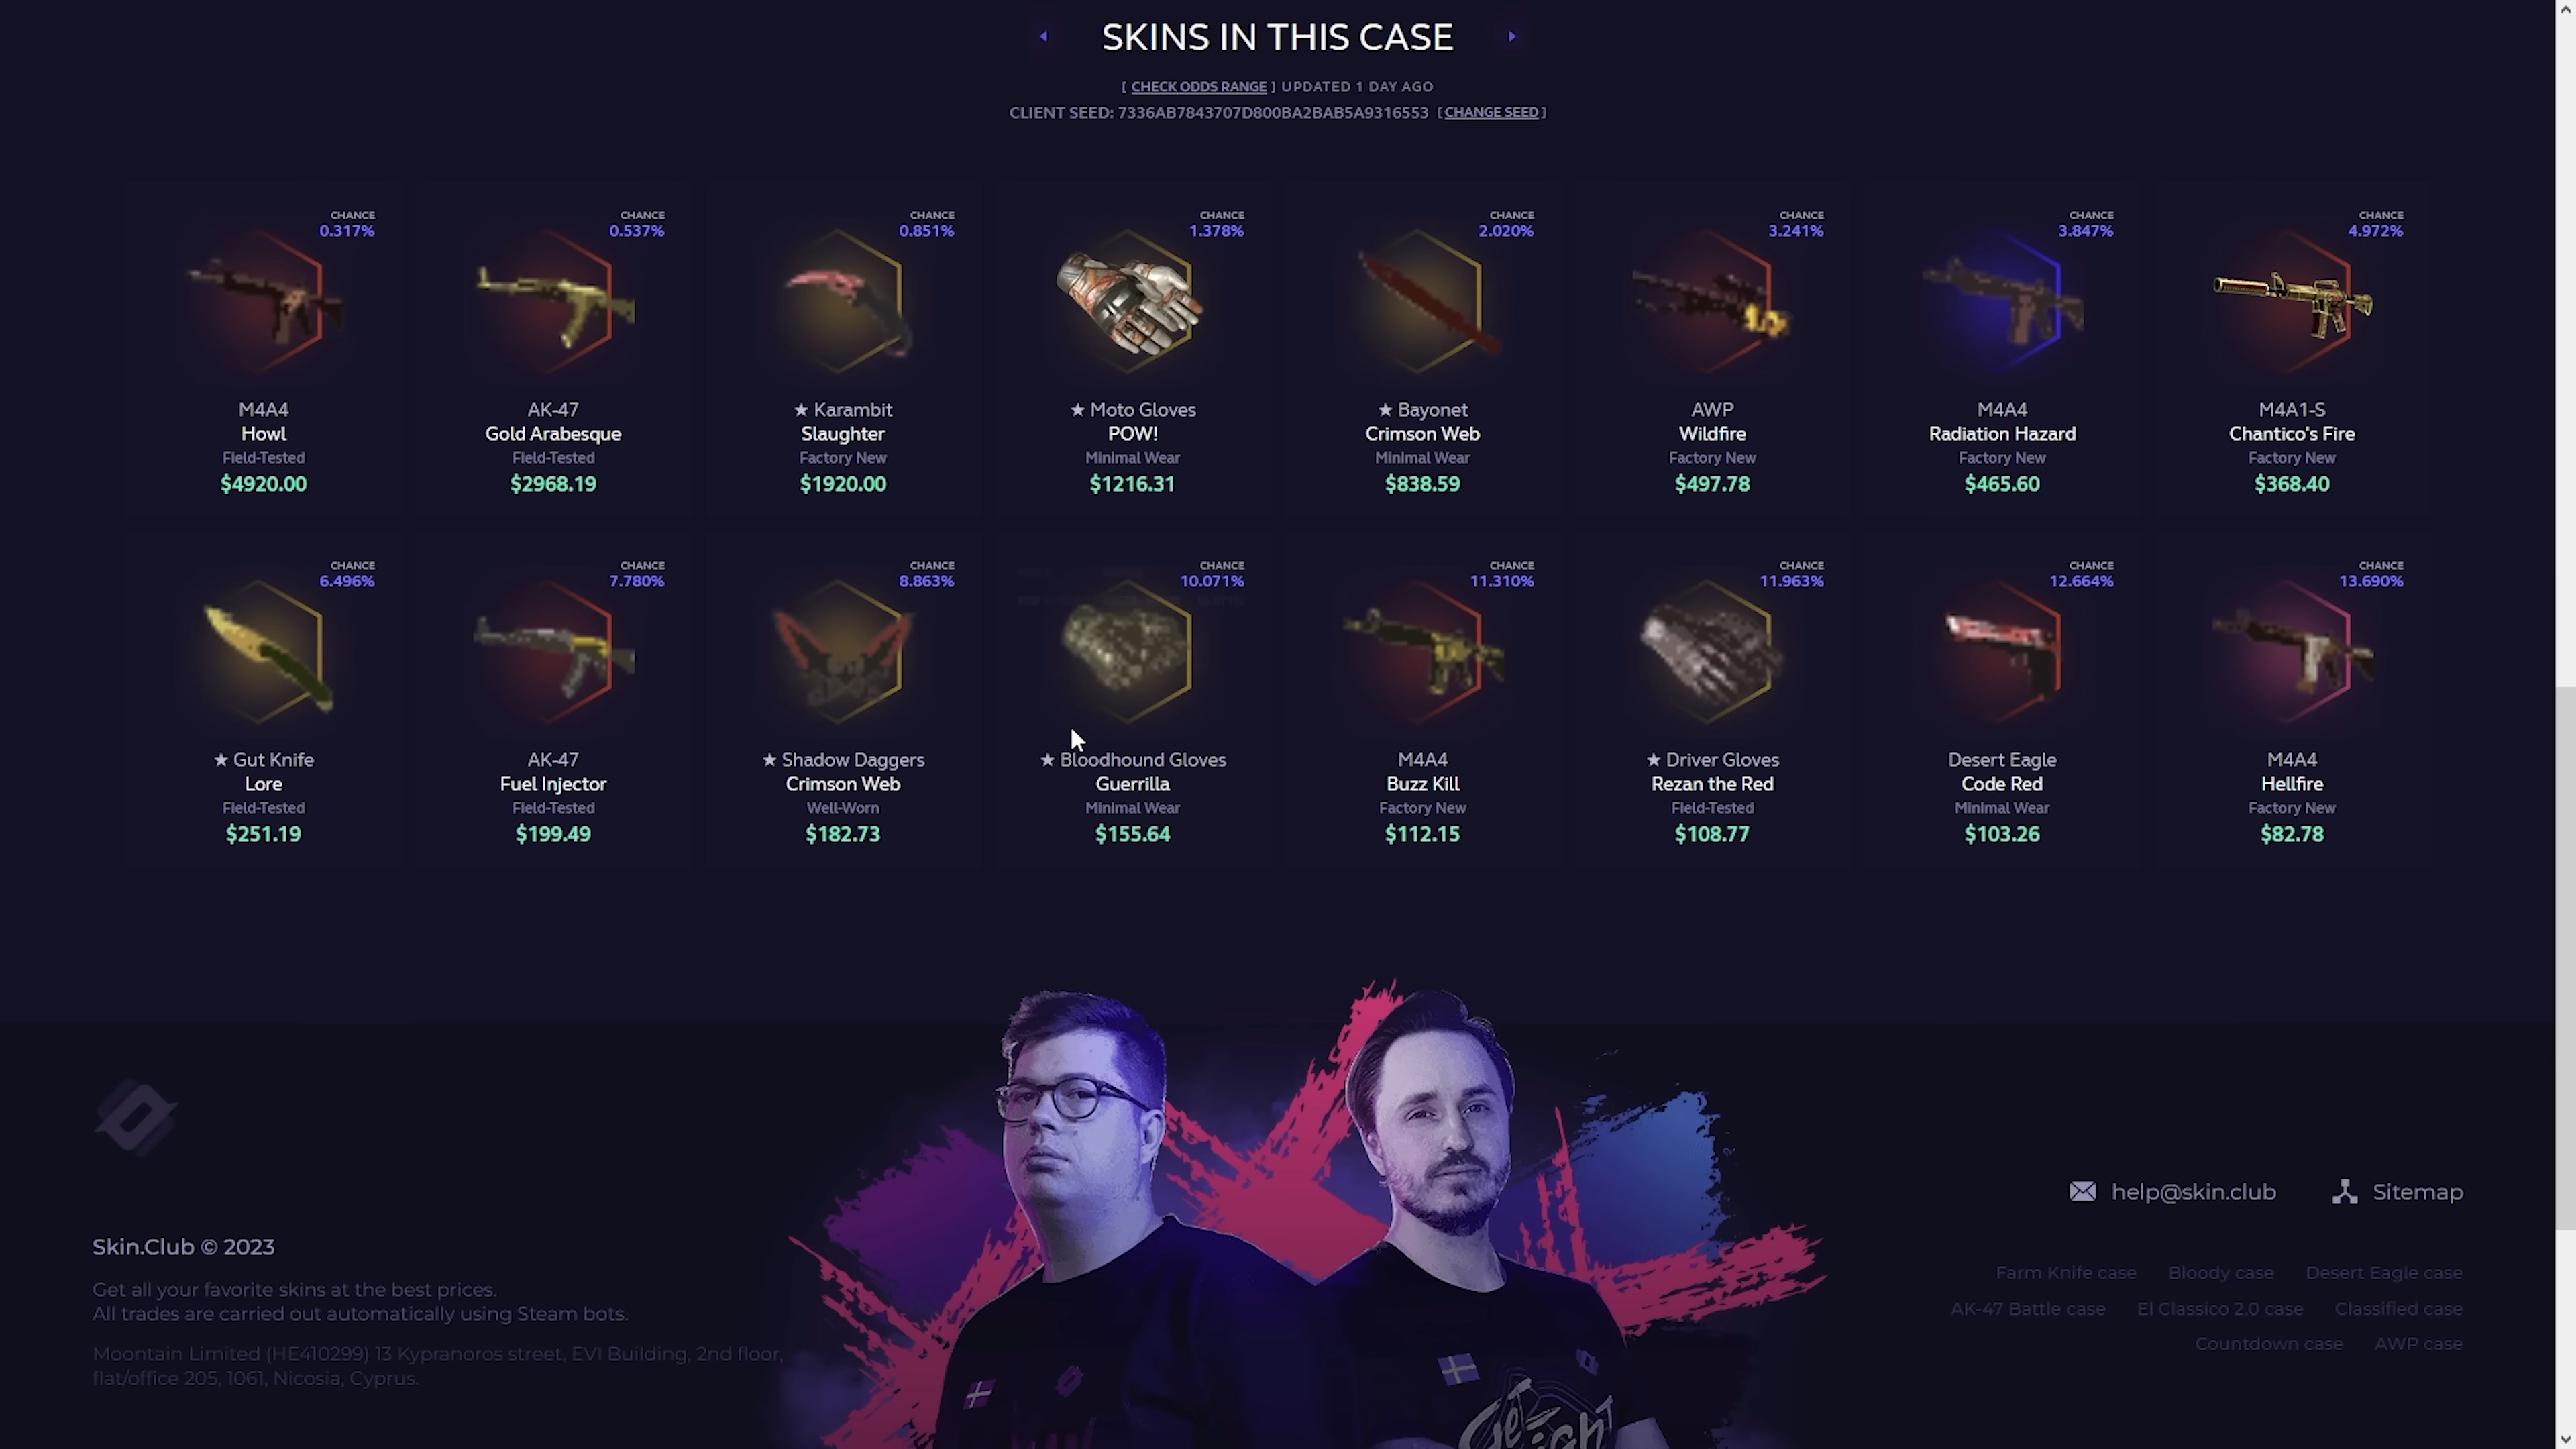 SKINS IN THIS CASE
[ CHECK ODDS RANGE ] UPDATED 1 DAY AGO
CLIENT SEED: 7336AB7843707D800BA2BAB5A9316553 [ CHANGE SEED ]
CHANCE CHANCE CHANCE CHANCE CHANCE CHANCE CHANCE CHANCE
0.317% 0.537% 0.851% 1.378% 2.020% 3.241% 3.847% 4.972%
M4A4 AK-47 ★ Karambit ★ Moto Gloves ★ Bayonet AWP M4A4 M4A1-S
Howl Gold Arabesque Slaughter POW! Crimson Web Wildfire Radiation Hazard Chantico's Fire
Field-Tested Field-Tested Factory New Minimal Wear Minimal Wear Factory New Factory New Factory New
$4920.00 $2968.19 $1920.00 $1216.31 $838.59 $497.78 $465.60 $368.40
CHANCE CHANCE CHANCE CHANCE CHANCE CHANCE CHANCE CHANCE
6.496% 7.780% 8.863% 10.071% 11.310% 11.963% 12.664% 13.690%
★ Gut Knife AK-47 ★ Shadow Daggers ★ Bloodhound Gloves M4A4 ★ Driver Gloves Desert Eagle M4A4
Lore Fuel Injector Crimson Web Guerrilla Buzz Kill Rezan the Red Code Red Hellfire
Field-Tested Field-Tested Well-Worn Minimal Wear Factory New Field-Tested Minimal Wear Factory New
$251.19 $199.49 $182.73 $155.64 $112.15 $108.77 $103.26 $82.78
help@skin.club Sitemap
Skin.Club © 2023
Get all your favorite skins at the best prices.
All trades are carried out automatically using Steam bots.
Moontain Limited (HE410299) 13 Kypranoros street, EVI Building, 2nd floor,
flat/office 205, 1061, Nicosia, Cyprus.
Farm Knife case Bloody case Desert Eagle case
AK-47 Battle case El Classico 2.0 case Classified case
Countdown case AWP case